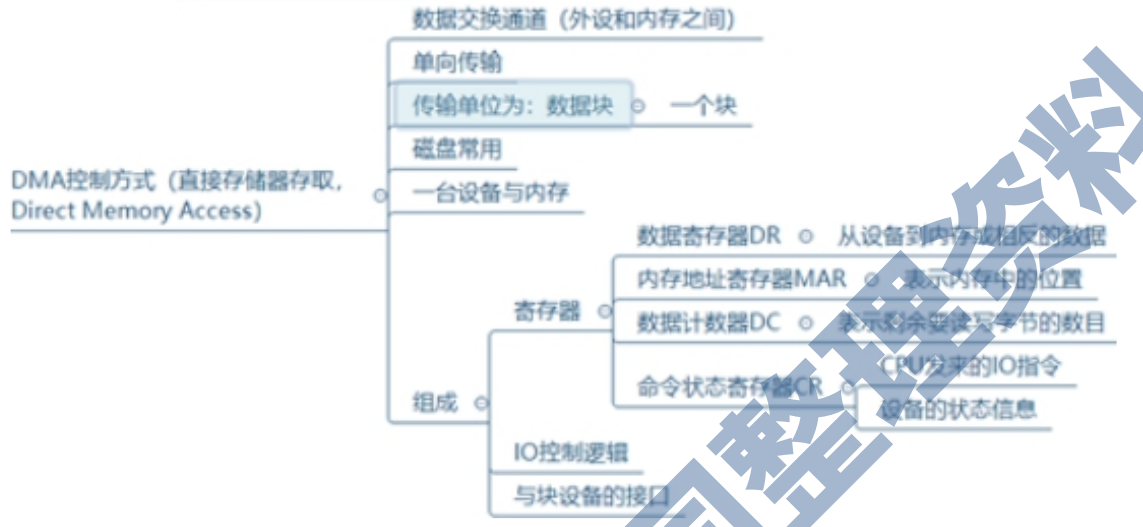 数据交换通道（外设和内存之间）
单向传输
传输单位为：数据块
一个块
磁盘常用
DMA控制方式（直接存储器存取，
Direct Memory Access）
一台设备与内存
数据寄存器DR
从设备到内存或相反的数据
内存地址寄存器MAR
表示内存中的位置
寄存器
数据计数器DC
表示剩余要读写字节的数目
CPU发来的IO指令
命令状态寄存器CR
设备的状态信息
组成
IO控制逻辑
与块设备的接口
整理资料